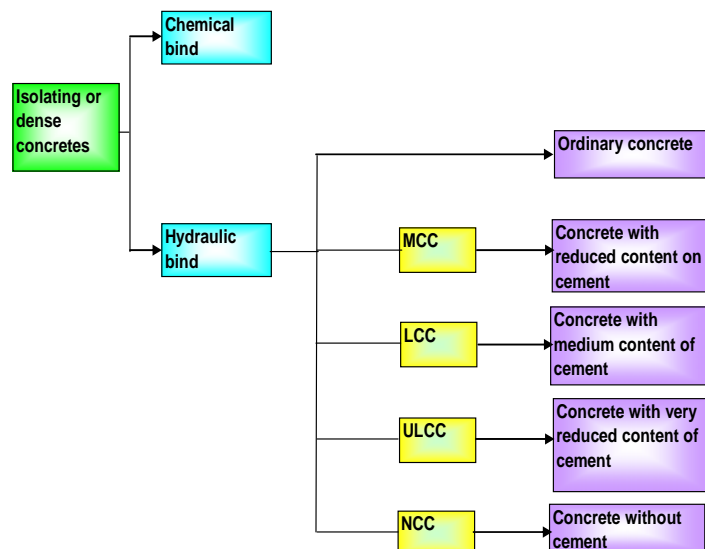 Chemical
bind
Isolating or
dense
concretes
Ordinary concrete
Hydraulic
bind
MCC
Concrete with
reduced content on
cement
LCC
Concrete with
medium content of
cement
ULCC
Concrete with very
reduced content of
cement
NCC
Concrete without
cement